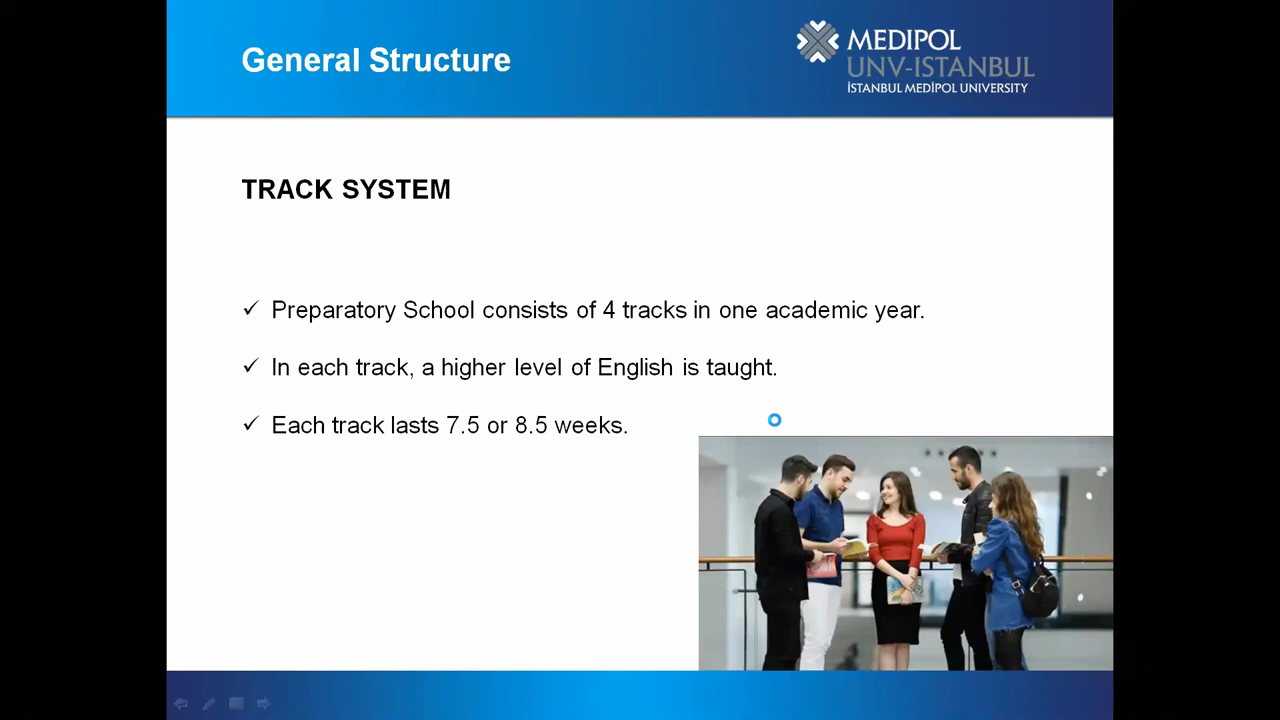 General Structure
MEDIPOL
UNV-ISTANBUL
İSTANBUL MEDİPOL UNIVERSITY
TRACK SYSTEM
✓ Preparatory School consists of 4 tracks in one academic year.
✓ In each track, a higher level of English is taught.
✓ Each track lasts 7.5 or 8.5 weeks.